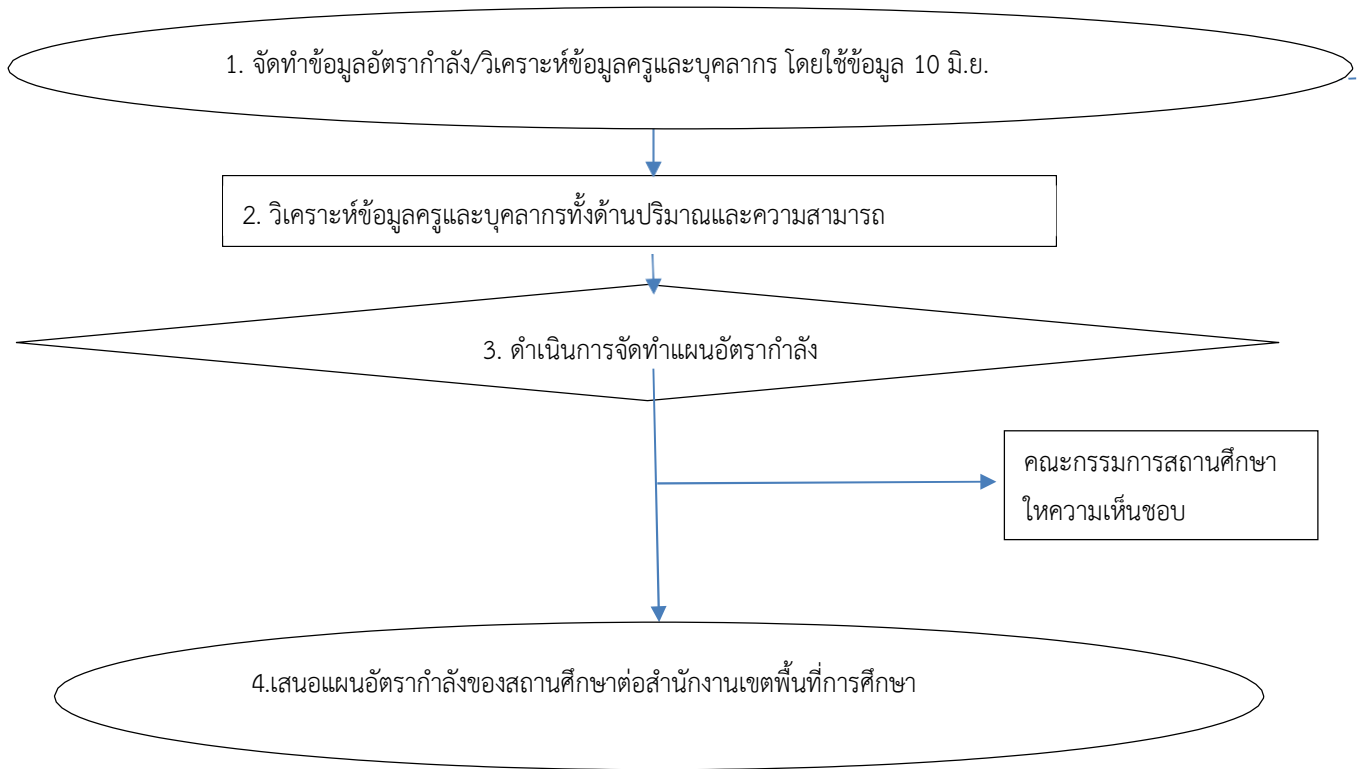 1. จัดทำข้อมูลอัตรากำลัง/วิเคราะห์ข้อมูลครูและบุคลากร โดยใช้ข้อมูล 10 มิ.ย.
2. วิเคราะห์ข้อมูลครูและบุคลากรทั้งด้านปริมาณและความสามารถ
3. ดำเนินการจัดทำแผนอัตรากำลัง
คณะกรรมการสถานศึกษา
ใหความเห็นชอบ
4.เสนอแผนอัตรากำลังของสถานศึกษาต่อสำนักงานเขตพื้นที่การศึกษา